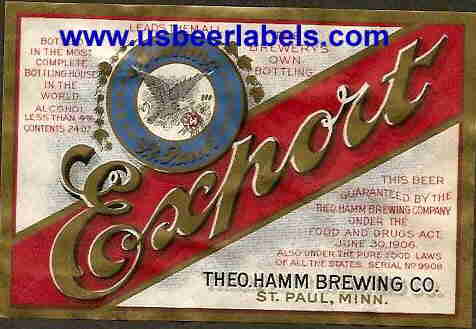 LEADS THEM ALL
www.usbeerlabels.com
BOTTLED
IN THE MOST
COMPLETE
BOTTLING HOUSE
IN THE
WORLD.
ALCOHOL
LESS THAN 4%
CONTENTS 24 OZ.
BREWERY'S
OWN
BOTTLING
St. Paul
Export
THIS BEER
GUARANTEED BY THE
THEO. HAMM BREWING COMPANY
UNDER THE
FOOD AND DRUGS ACT,
JUNE 30, 1906.
ALSO UNDER THE PURE FOOD LAWS
OF ALL THE STATES. SERIAL No 9908
THEO. HAMM BREWING CO.
ST. PAUL, MINN.